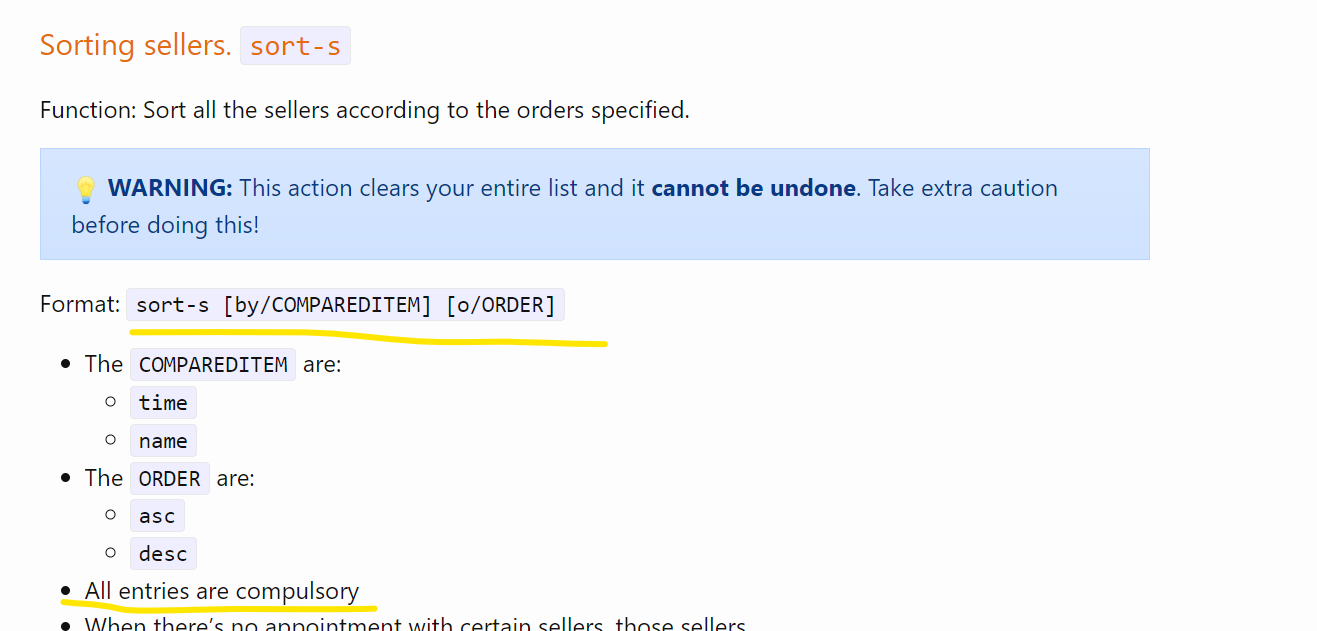 Sorting sellers. sort-s
Function: Sort all the sellers according to the orders specified.
💡 WARNING: This action clears your entire list and it cannot be undone. Take extra caution
before doing this!
Format: sort-s [by/COMPAREDITEM] [o/ORDER]
The COMPAREDITEM are:
time
name
The ORDER are:
asc
desc
All entries are compulsory
When there's no appointment with certain sellers, those sellers